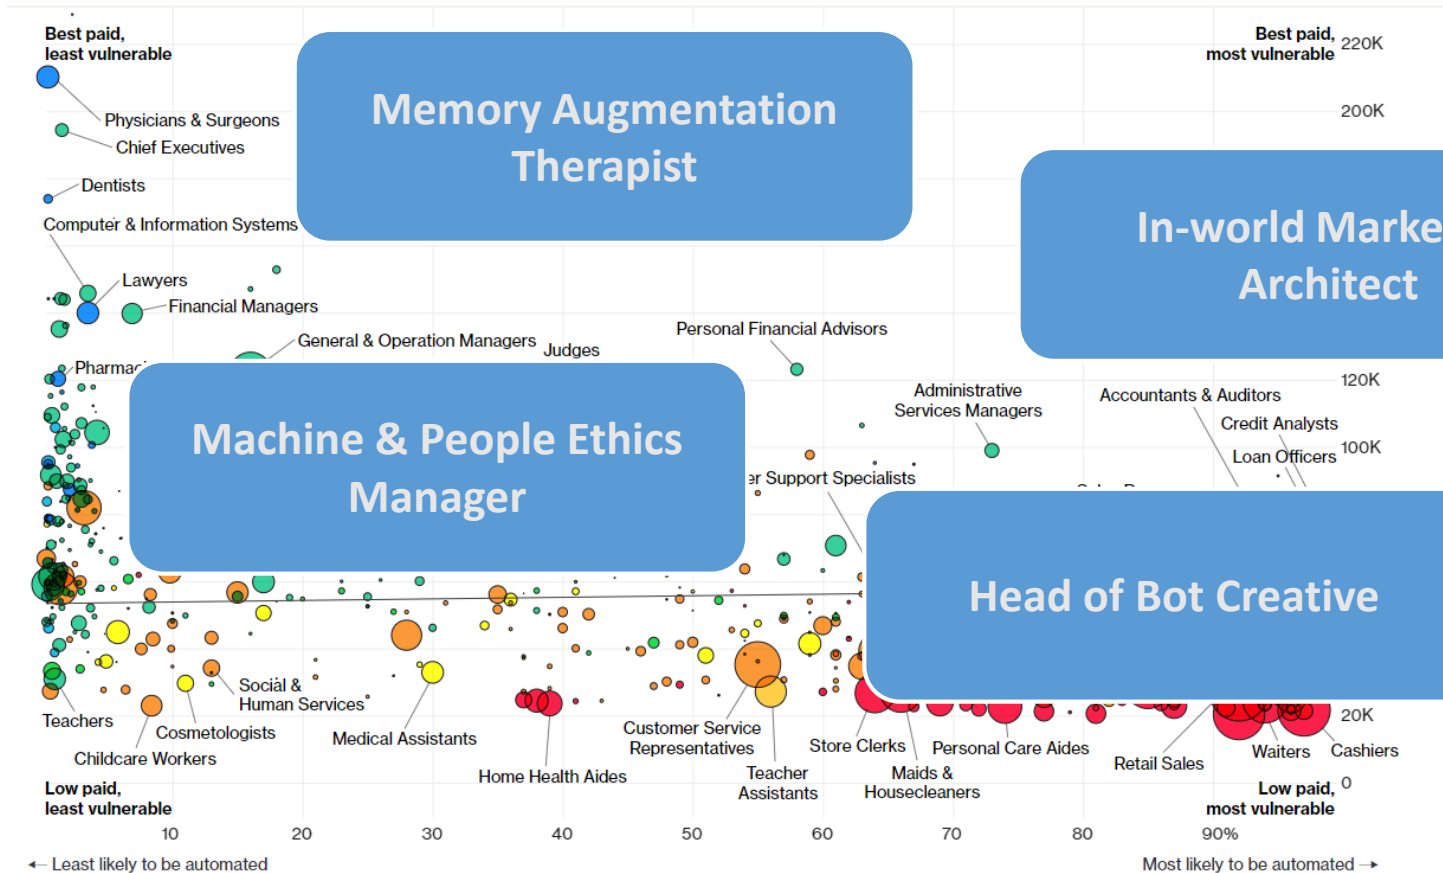 Best paid,
least vulnerable
Best paid,
most vulnerable
220K
Physicians & Surgeons
Chief Executives
Dentists
Computer & Information Systems
Memory Augmentation
Therapist
200K
In-world
Architect
Lawyers
Financial Managers
General & Operation Managers
Judges
Personal Financial Advisors
Administrative
Services Managers
Accountants & Auditors
Credit Analysts
Loan Officers
120K
100K
Machine & People Ethics
Manager
Support Specialists
Head of Bot Creative
Teachers
Childcare Workers
Cosmetologists
Social &
Human Services
Medical Assistants
Home Health Aides
Customer Service
Representatives
Teacher
Assistants
Store Clerks
Maids &
Housecleaners
Personal Care Aides
Retail Sales
Waiters
Cashiers
20K
0
Low paid,
least vulnerable
Low paid,
most vulnerable
10
20
30
40
50
60
70
80
90%
← Least likely to be automated
Most likely to be automated →